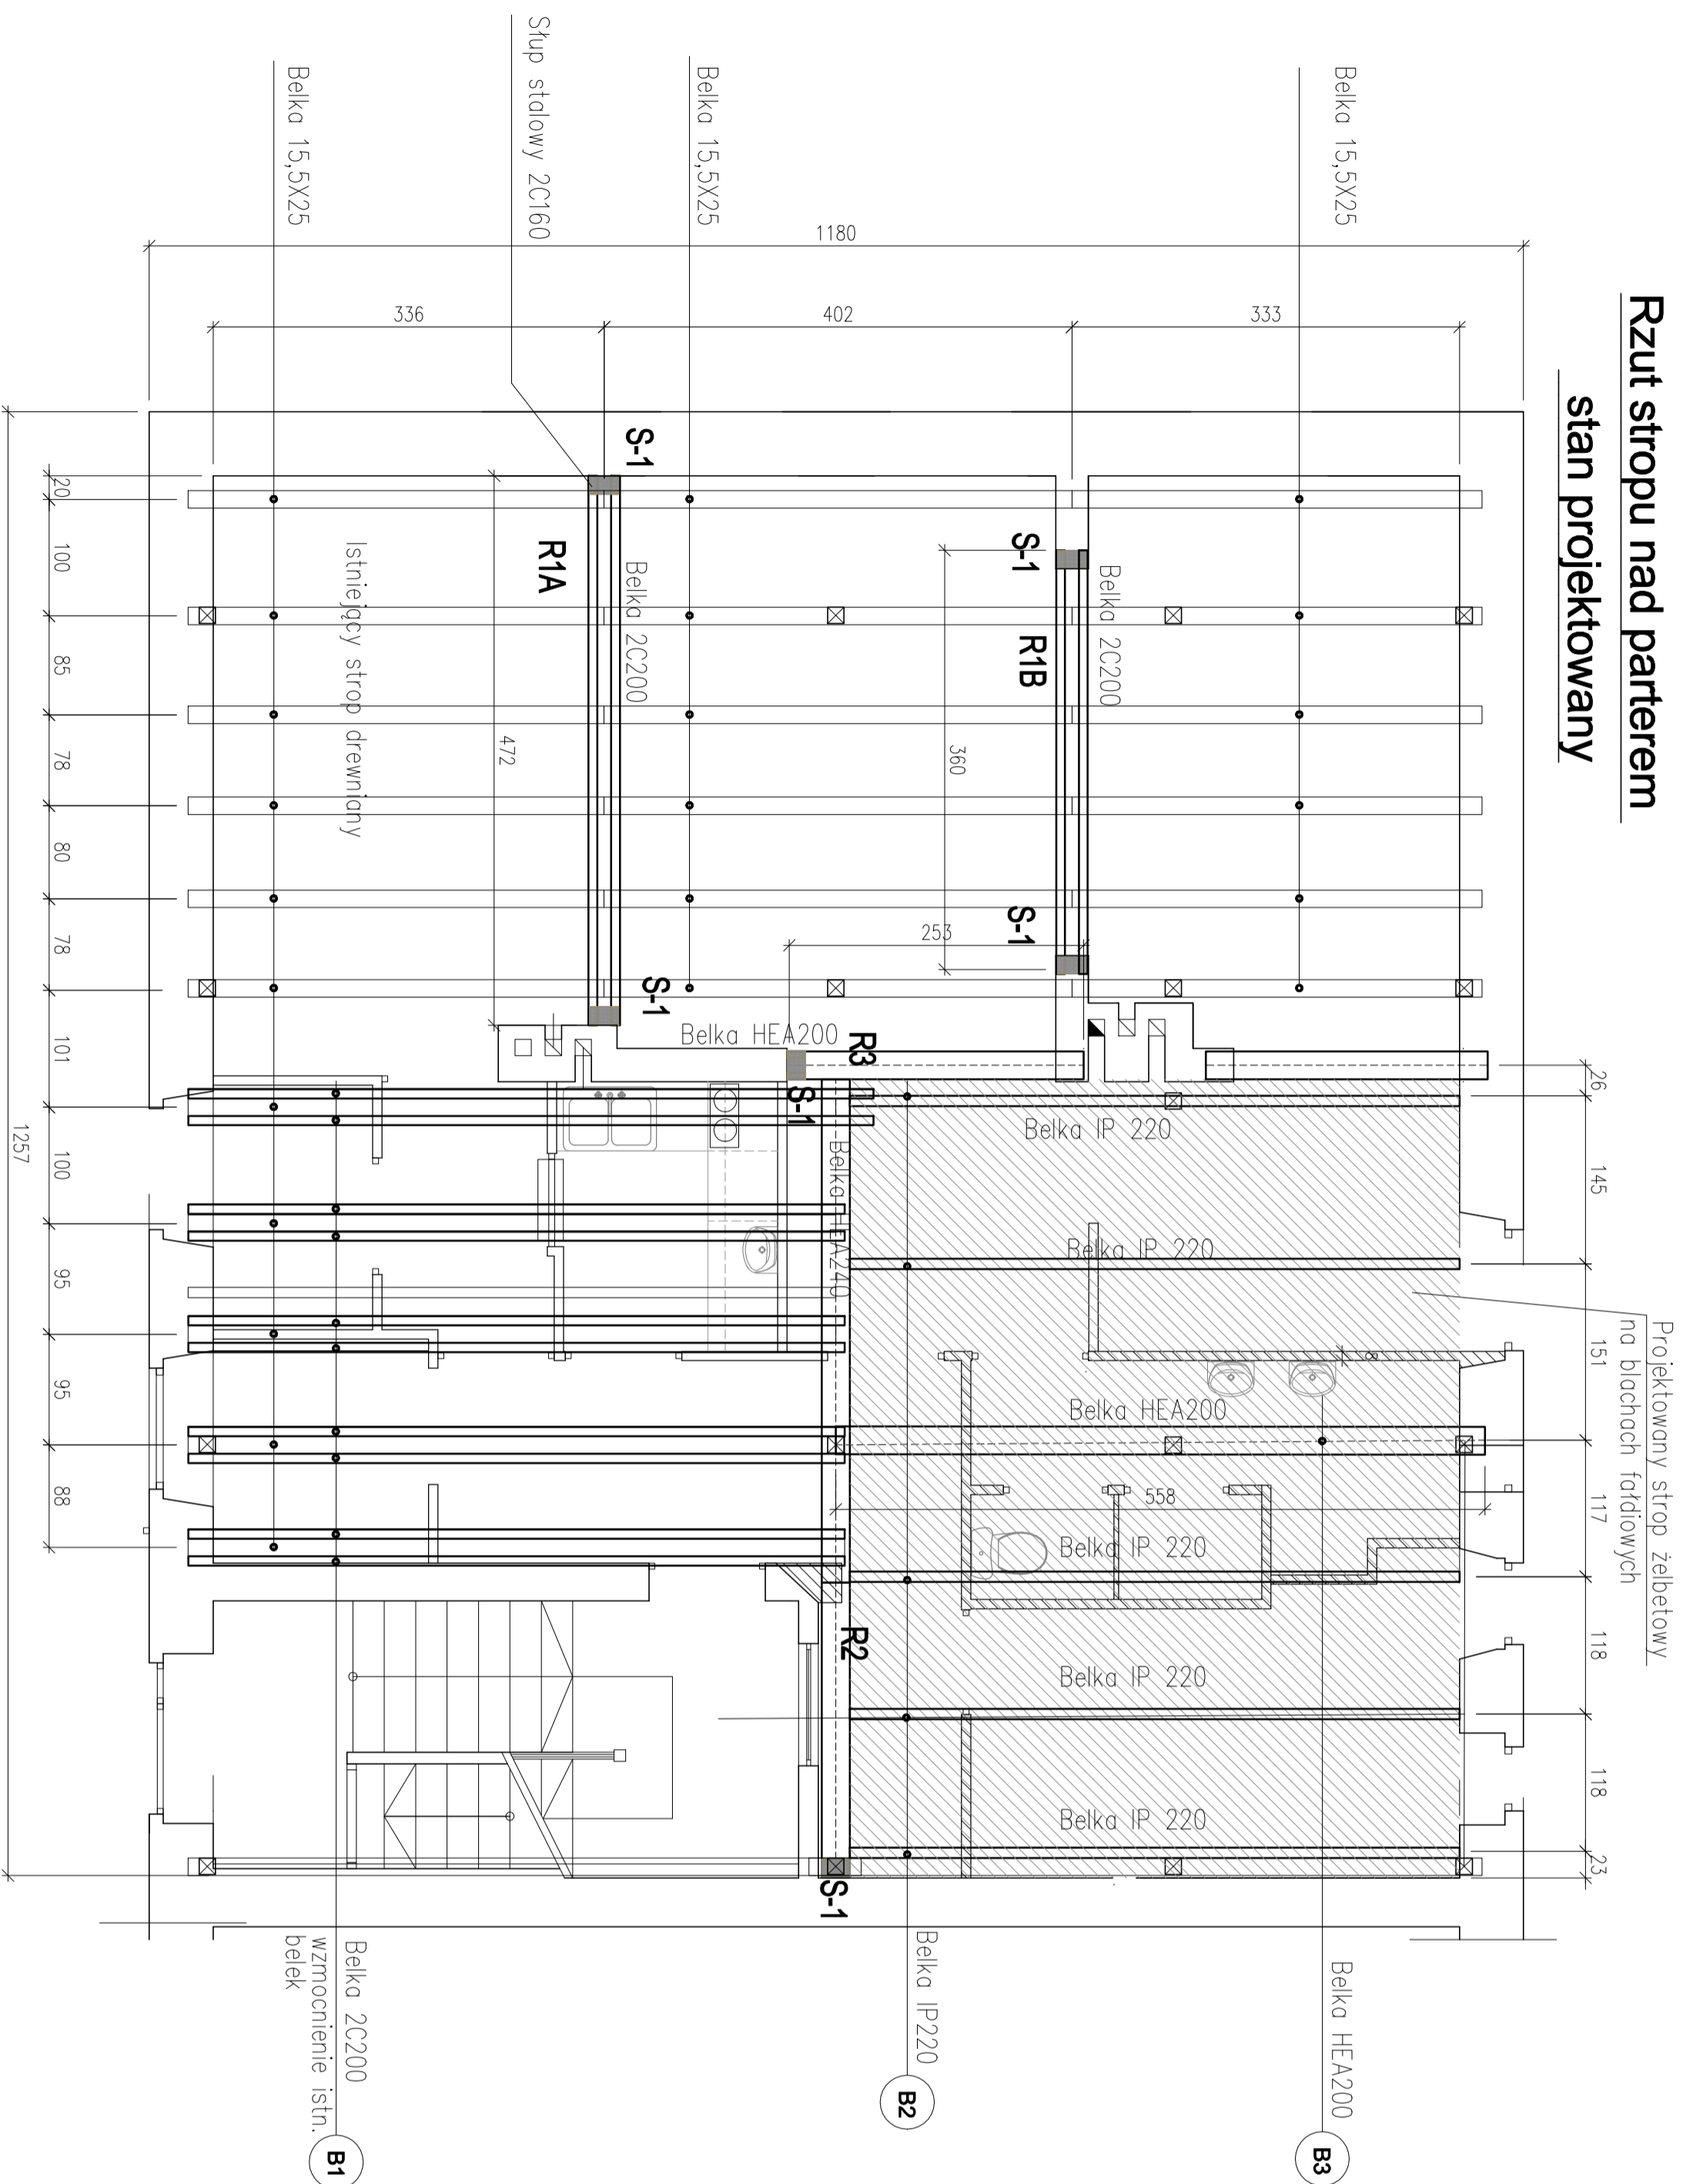 Rzut stropu nad parterem
stan projektowany
Belka 15,5X25
Belka 15,5X25
Słup stalowy 2C160
Belka 15,5X25
1180
333
402
336
S-1
R1B
Belka 2C200
360
S-1
253
S-1
R1A
Belka 2C200
472
S-1
Istniejący strop drewniany
20
100
85
78
80
78
101
100
95
95
88
1257
Belka HEA200
R3
S-1
Belka HEA240
R2
S-1
26
145
151
117
118
118
23
Projektowany strop żelbetowy
na blachach fałdiowych
Belka IP 220
Belka IP 220
8
Belka HEA200
558
Belka IP 220
Belka IP 220
Belka IP 220
Belka HEA200
B3
Belka IP220
B2
Belka 2C200
wzmocnienie istn.
belek
B1